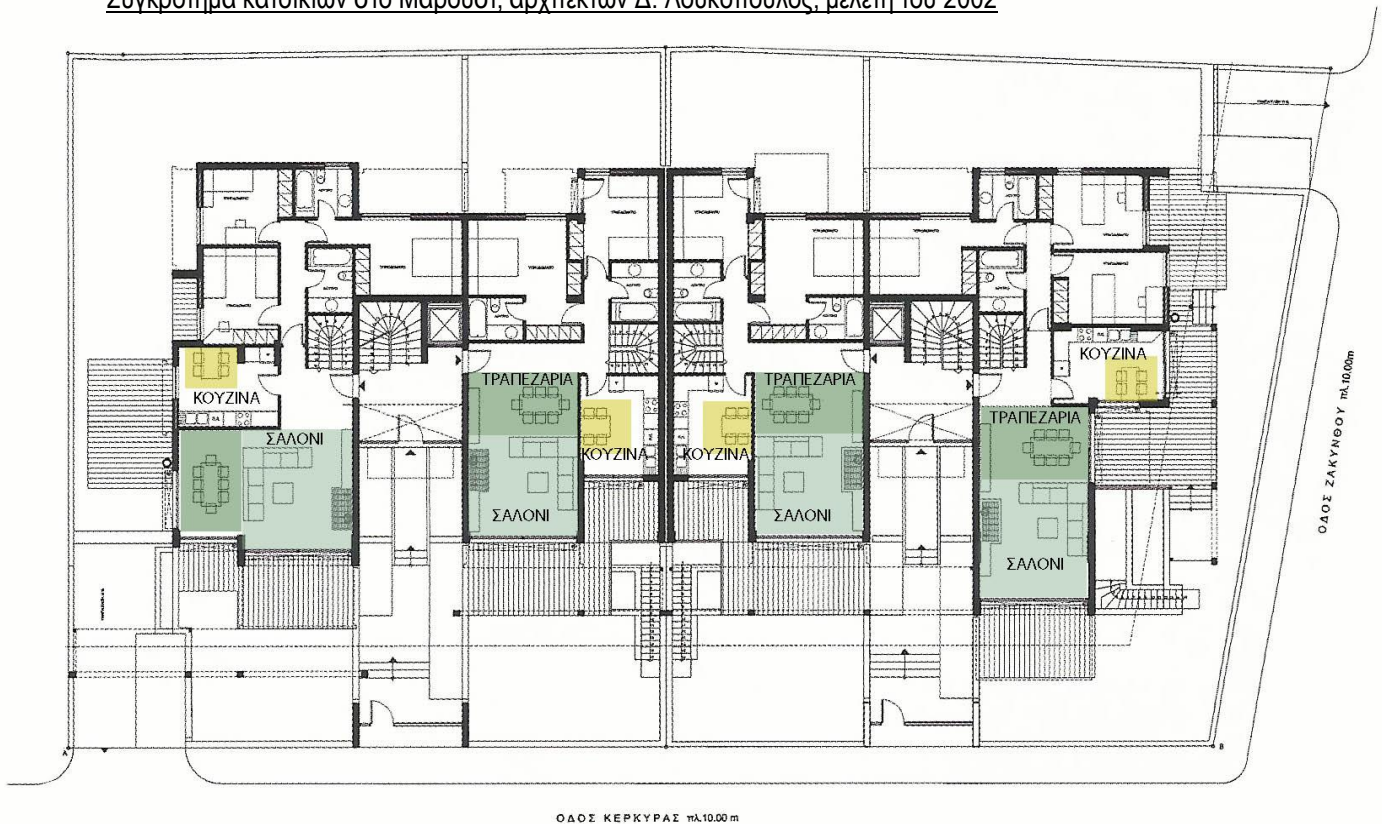 Συγκρότημα κατοικιών στο Μαρούσι, αρχιτέκτων Δ. Λουκόπουλος, μελέτη του 2002
ΚΟΥΖΙΝΑ
ΣΑΛΟΝΙ
ΤΡΑΠΕΖΑΡΙΑ
ΚΟΥΖΙΝΑ
ΣΑΛΟΝΙ
ΚΟΥΖΙΝΑ
ΤΡΑΠΕΖΑΡΙΑ
ΣΑΛΟΝΙ
ΚΟΥΖΙΝΑ
ΤΡΑΠΕΖΑΡΙΑ
ΣΑΛΟΝΙ
ΟΔΟΣ ΖΑΚΥΝΘΟΥ πλ.10.00m
Α
Β
ΟΔΟΣ ΚΕΡΚΥΡΑΣ πλ.10.00 m